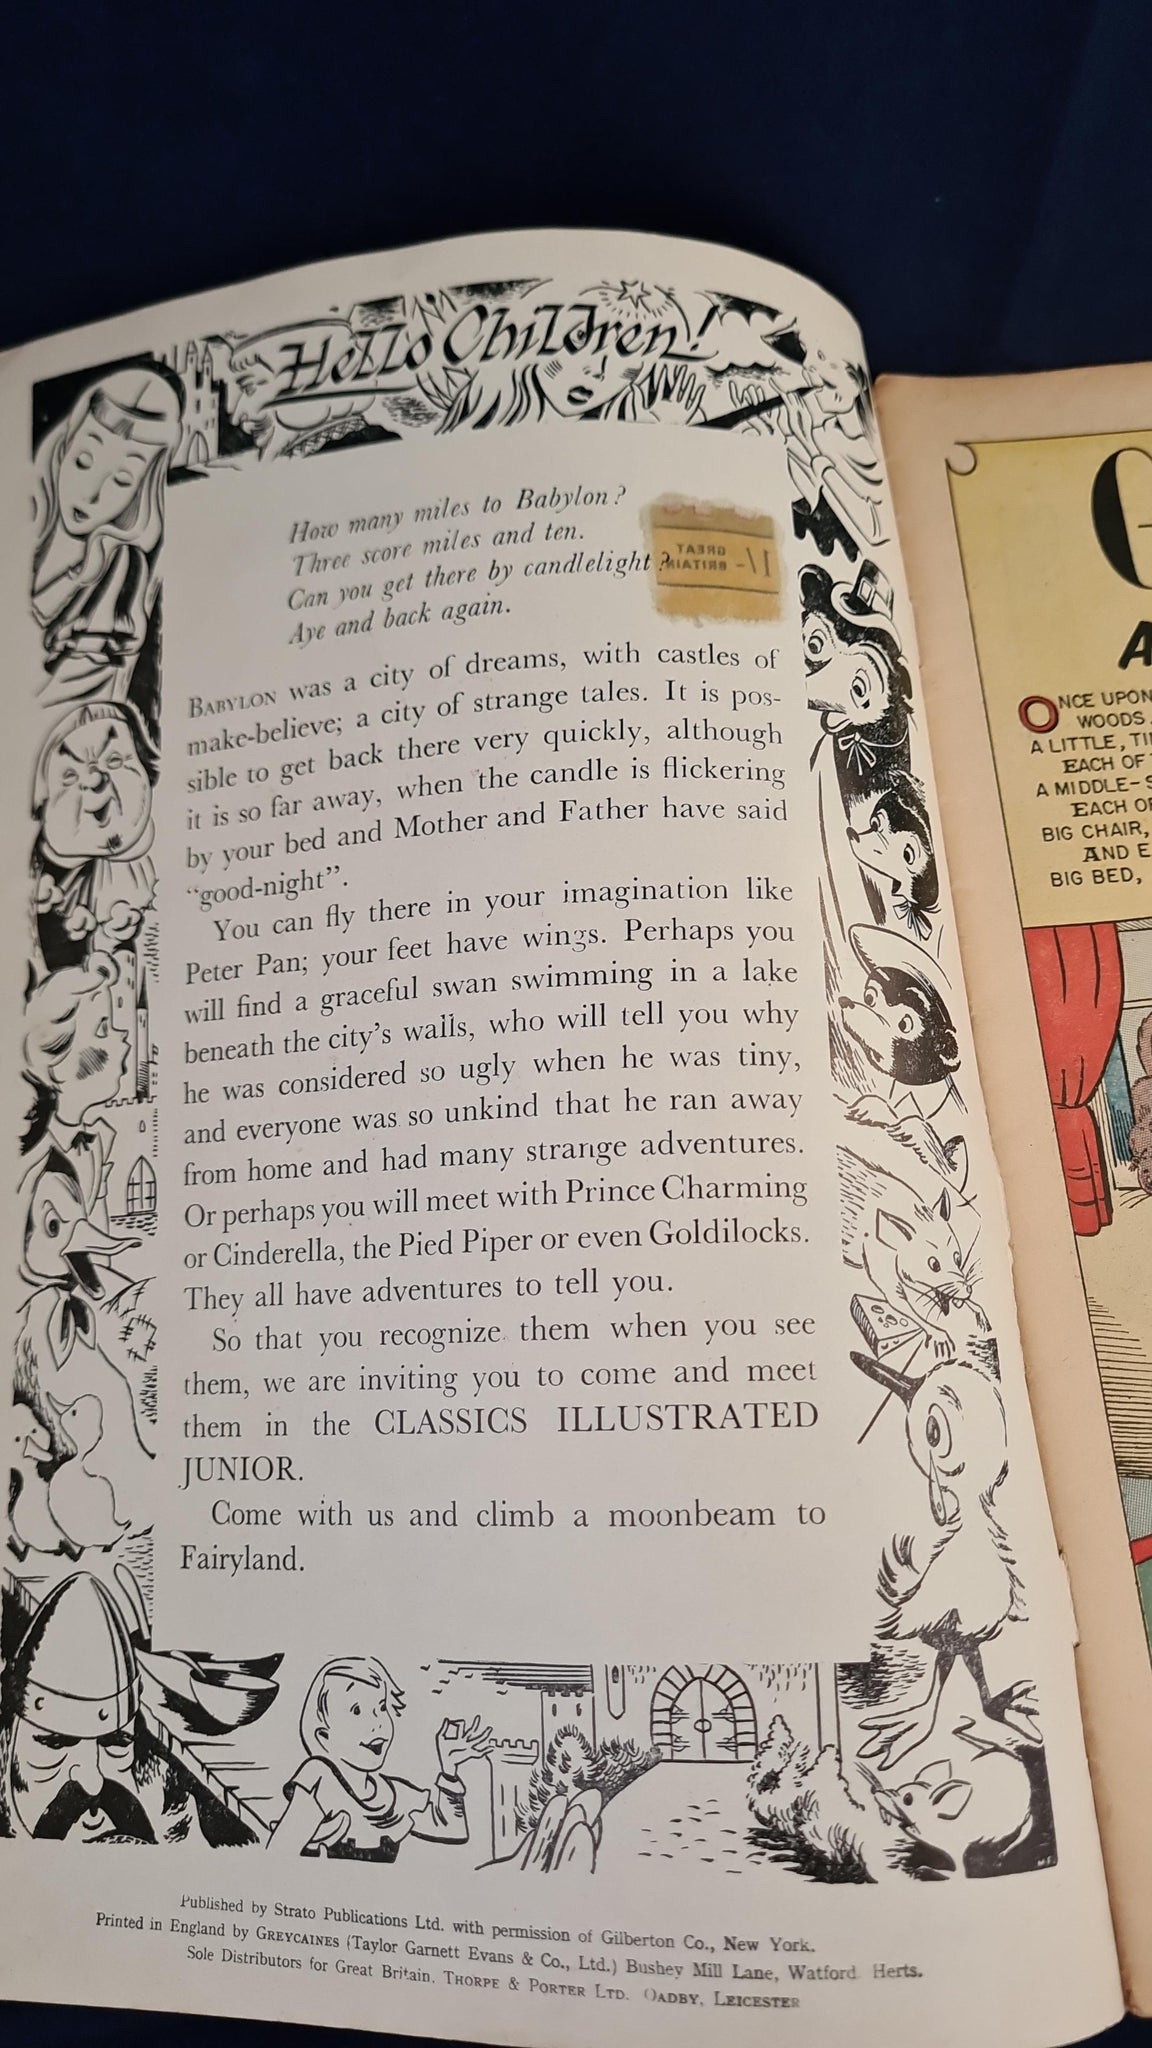 Hello Children!
How many miles to Babylon?
Three score miles and ten.
Can you get there by candlelight?
Aye and back again.
GREAT
BRITAIN
1/-
BABYLON was a city of dreams, with castles of
make-believe; a city of strange tales. It is pos-
sible to get back there very quickly, although
it is so far away, when the candle is flickering
by your bed and Mother and Father have said
“good-night”.
You can fly there in your imagination like
Peter Pan; your feet have wings. Perhaps you
will find a graceful swan swimming in a lake
beneath the city’s walls, who will tell you why
he was considered so ugly when he was tiny,
and everyone was so unkind that he ran away
from home and had many strange adventures.
Or perhaps you will meet with Prince Charming
or Cinderella, the Pied Piper or even Goldilocks.
They all have adventures to tell you.
So that you recognize them when you see
them, we are inviting you to come and meet
them in the CLASSICS ILLUSTRATED
JUNIOR.
Come with us and climb a moonbeam to
Fairyland.
Published by Strato Publications Ltd. with permission of Gilberton Co., New York.
Printed in England by GREYCAINES (Taylor Garnett Evans & Co., Ltd.) Bushey Mill Lane, Watford Herts.
Sole Distributors for Great Britain, THORPE & PORTER LTD. OADBY, LEICESTER
G
A
ONCE UPON
WOODS
A LITTLE,
EACH OF
A MIDDLE-
EACH
BIG CHAIR,
AND
BIG BED,